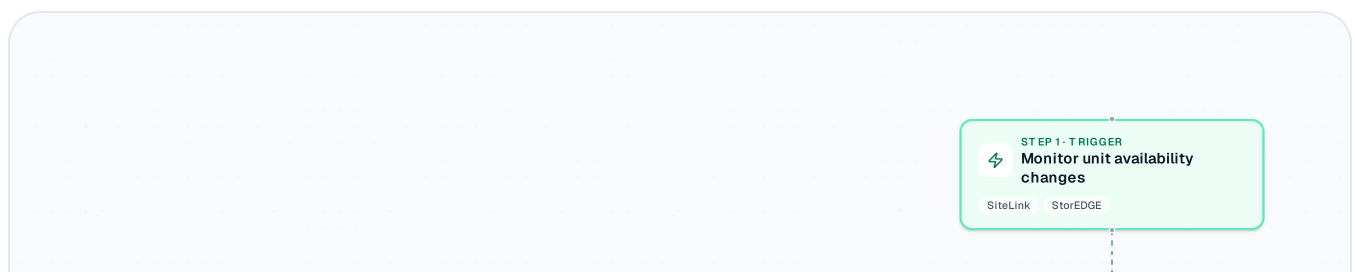 STEP 1 · TRIGGER
Monitor unit availability
changes
SiteLink StorEDGE